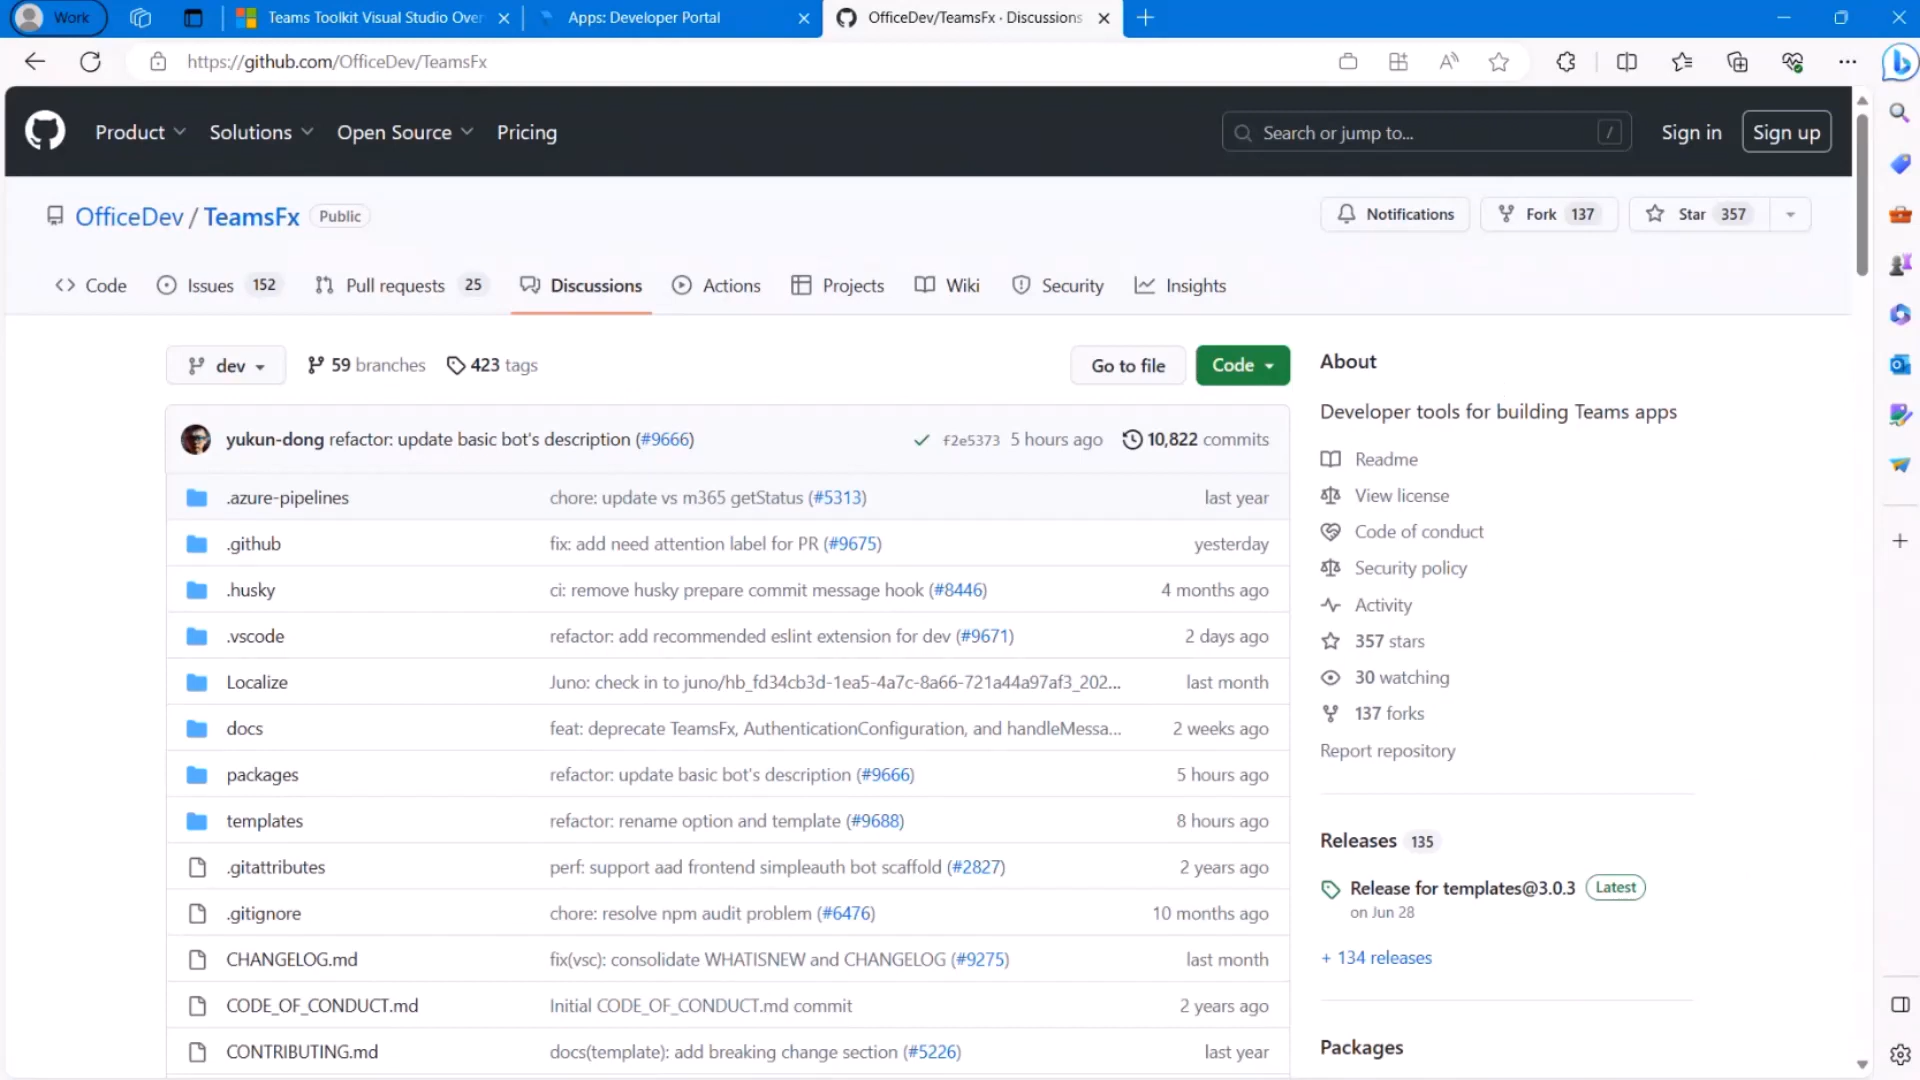 Work
Teams Toolkit Visual Studio Over
Apps: Developer Portal
OfficeDev/TeamsFx · Discussions
https://github.com/OfficeDev/TeamsFx
Product
Solutions
Open Source
Pricing
Search or jump to...
/
Sign in
Sign up
OfficeDev / TeamsFx Public
Notifications
Fork 137
Star 357
Code
Issues 152
Pull requests 25
Discussions
Actions
Projects
Wiki
Security
Insights
dev
59 branches
423 tags
Go to file
Code
yukun-dong refactor: update basic bot's description (#9666) f2e5373 5 hours ago 10,822 commits
.azure-pipelines chore: update vs m365 getStatus (#5313) last year
.github fix: add need attention label for PR (#9675) yesterday
.husky ci: remove husky prepare commit message hook (#8446) 4 months ago
.vscode refactor: add recommended eslint extension for dev (#9671) 2 days ago
Localize Juno: check in to juno/hb_fd34cb3d-1ea5-4a7c-8a66-721a44a97af3_202... last month
docs feat: deprecate TeamsFx, AuthenticationConfiguration, and handleMessa... 2 weeks ago
packages refactor: update basic bot's description (#9666) 5 hours ago
templates refactor: rename option and template (#9688) 8 hours ago
.gitattributes perf: support aad frontend simpleauth bot scaffold (#2827) 2 years ago
.gitignore chore: resolve npm audit problem (#6476) 10 months ago
CHANGELOG.md fix(vsc): consolidate WHATISNEW and CHANGELOG (#9275) last month
CODE_OF_CONDUCT.md Initial CODE_OF_CONDUCT.md commit 2 years ago
CONTRIBUTING.md docs(template): add breaking change section (#5226) last year
About
Developer tools for building Teams apps
Readme
View license
Code of conduct
Security policy
Activity
357 stars
30 watching
137 forks
Report repository
Releases 135
Release for templates@3.0.3 Latest
on Jun 28
+ 134 releases
Packages